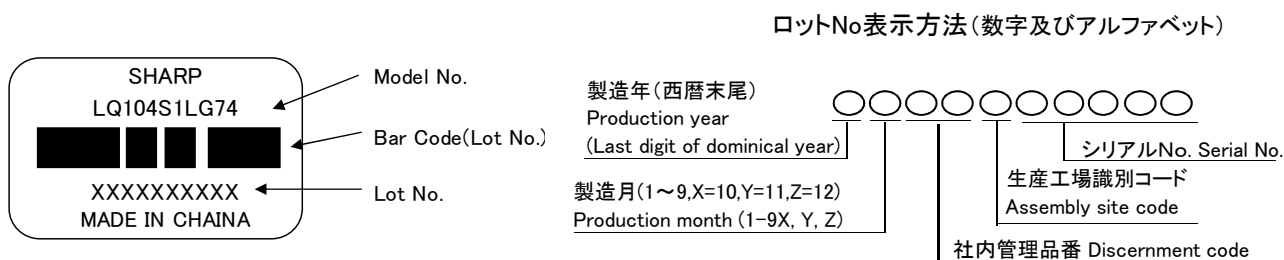 ロットNo表示方法(数字及びアルファベット)
SHARP
LQ104S1LG74
XXXXXXXXXX
MADE IN CHAINA
Model No.
Bar Code(Lot No.)
Lot No.
製造年(西暦末尾)
Production year
(Last digit of dominical year)
製造月(1～9,X=10,Y=11,Z=12)
Production month (1-9X, Y, Z)
シリアルNo. Serial No.
生産工場識別コード
Assembly site code
社内管理品番 Discernment code